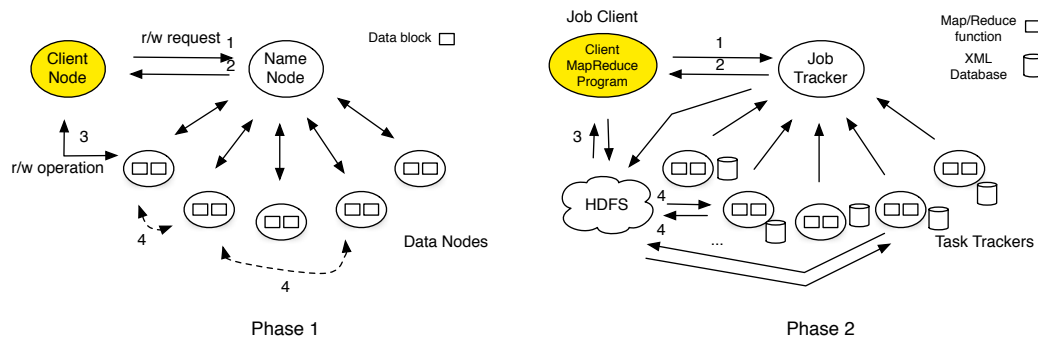 r/w request
1
2
Client
Node
Name
Node
Data block
3
r/w operation
4
4
Data Nodes
Phase 1
Job Client
Client
MapReduce
Program
1
2
Job
Tracker
Map/Reduce
function
XML
Database
3
HDFS
4
4
...
Task Trackers
Phase 2